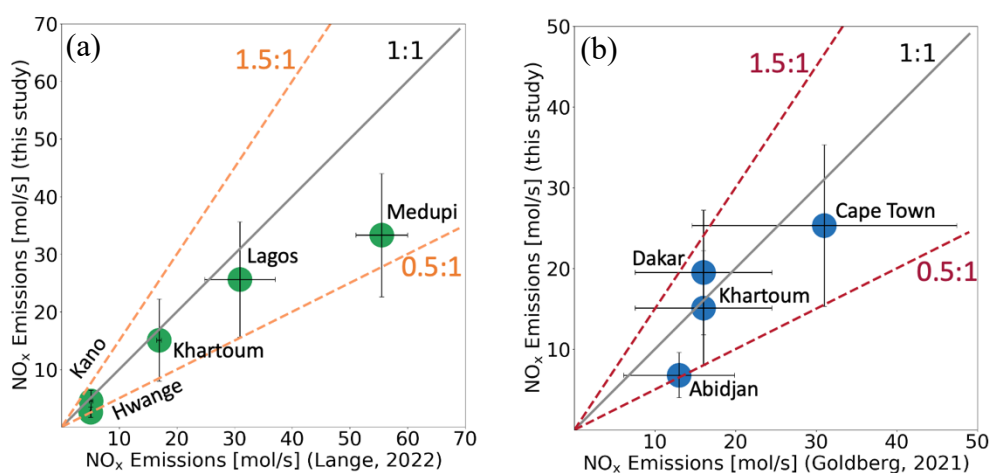 (a)
1.5:1
1:1
0.5:1
Medupi
Lagos
Khartoum
Kano
Hwange
70
60
50
40
30
20
10
10 20 30 40 50 60 70
NOₓ Emissions [mol/s] (this study)
NOₓ Emissions [mol/s] (Lange, 2022)
(b)
1.5:1
1:1
0.5:1
Cape Town
Dakar
Khartoum
Abidjan
50
40
30
20
10
10 20 30 40 50
NOₓ Emissions [mol/s] (this study)
NOₓ Emissions [mol/s] (Goldberg, 2021)